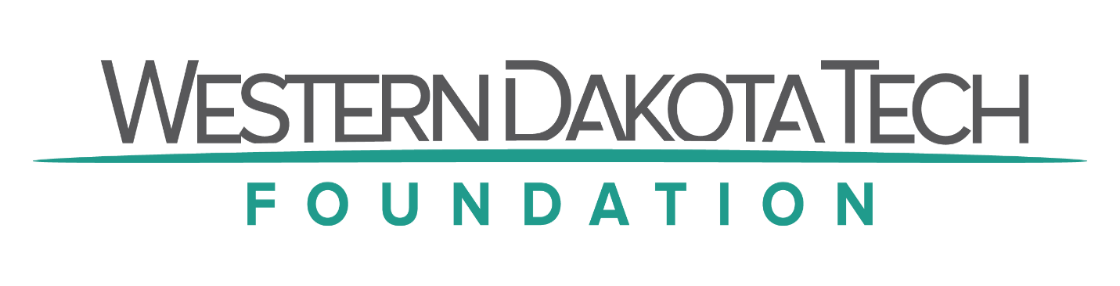 WESTERN DAKOTA TECH
FOUNDATION